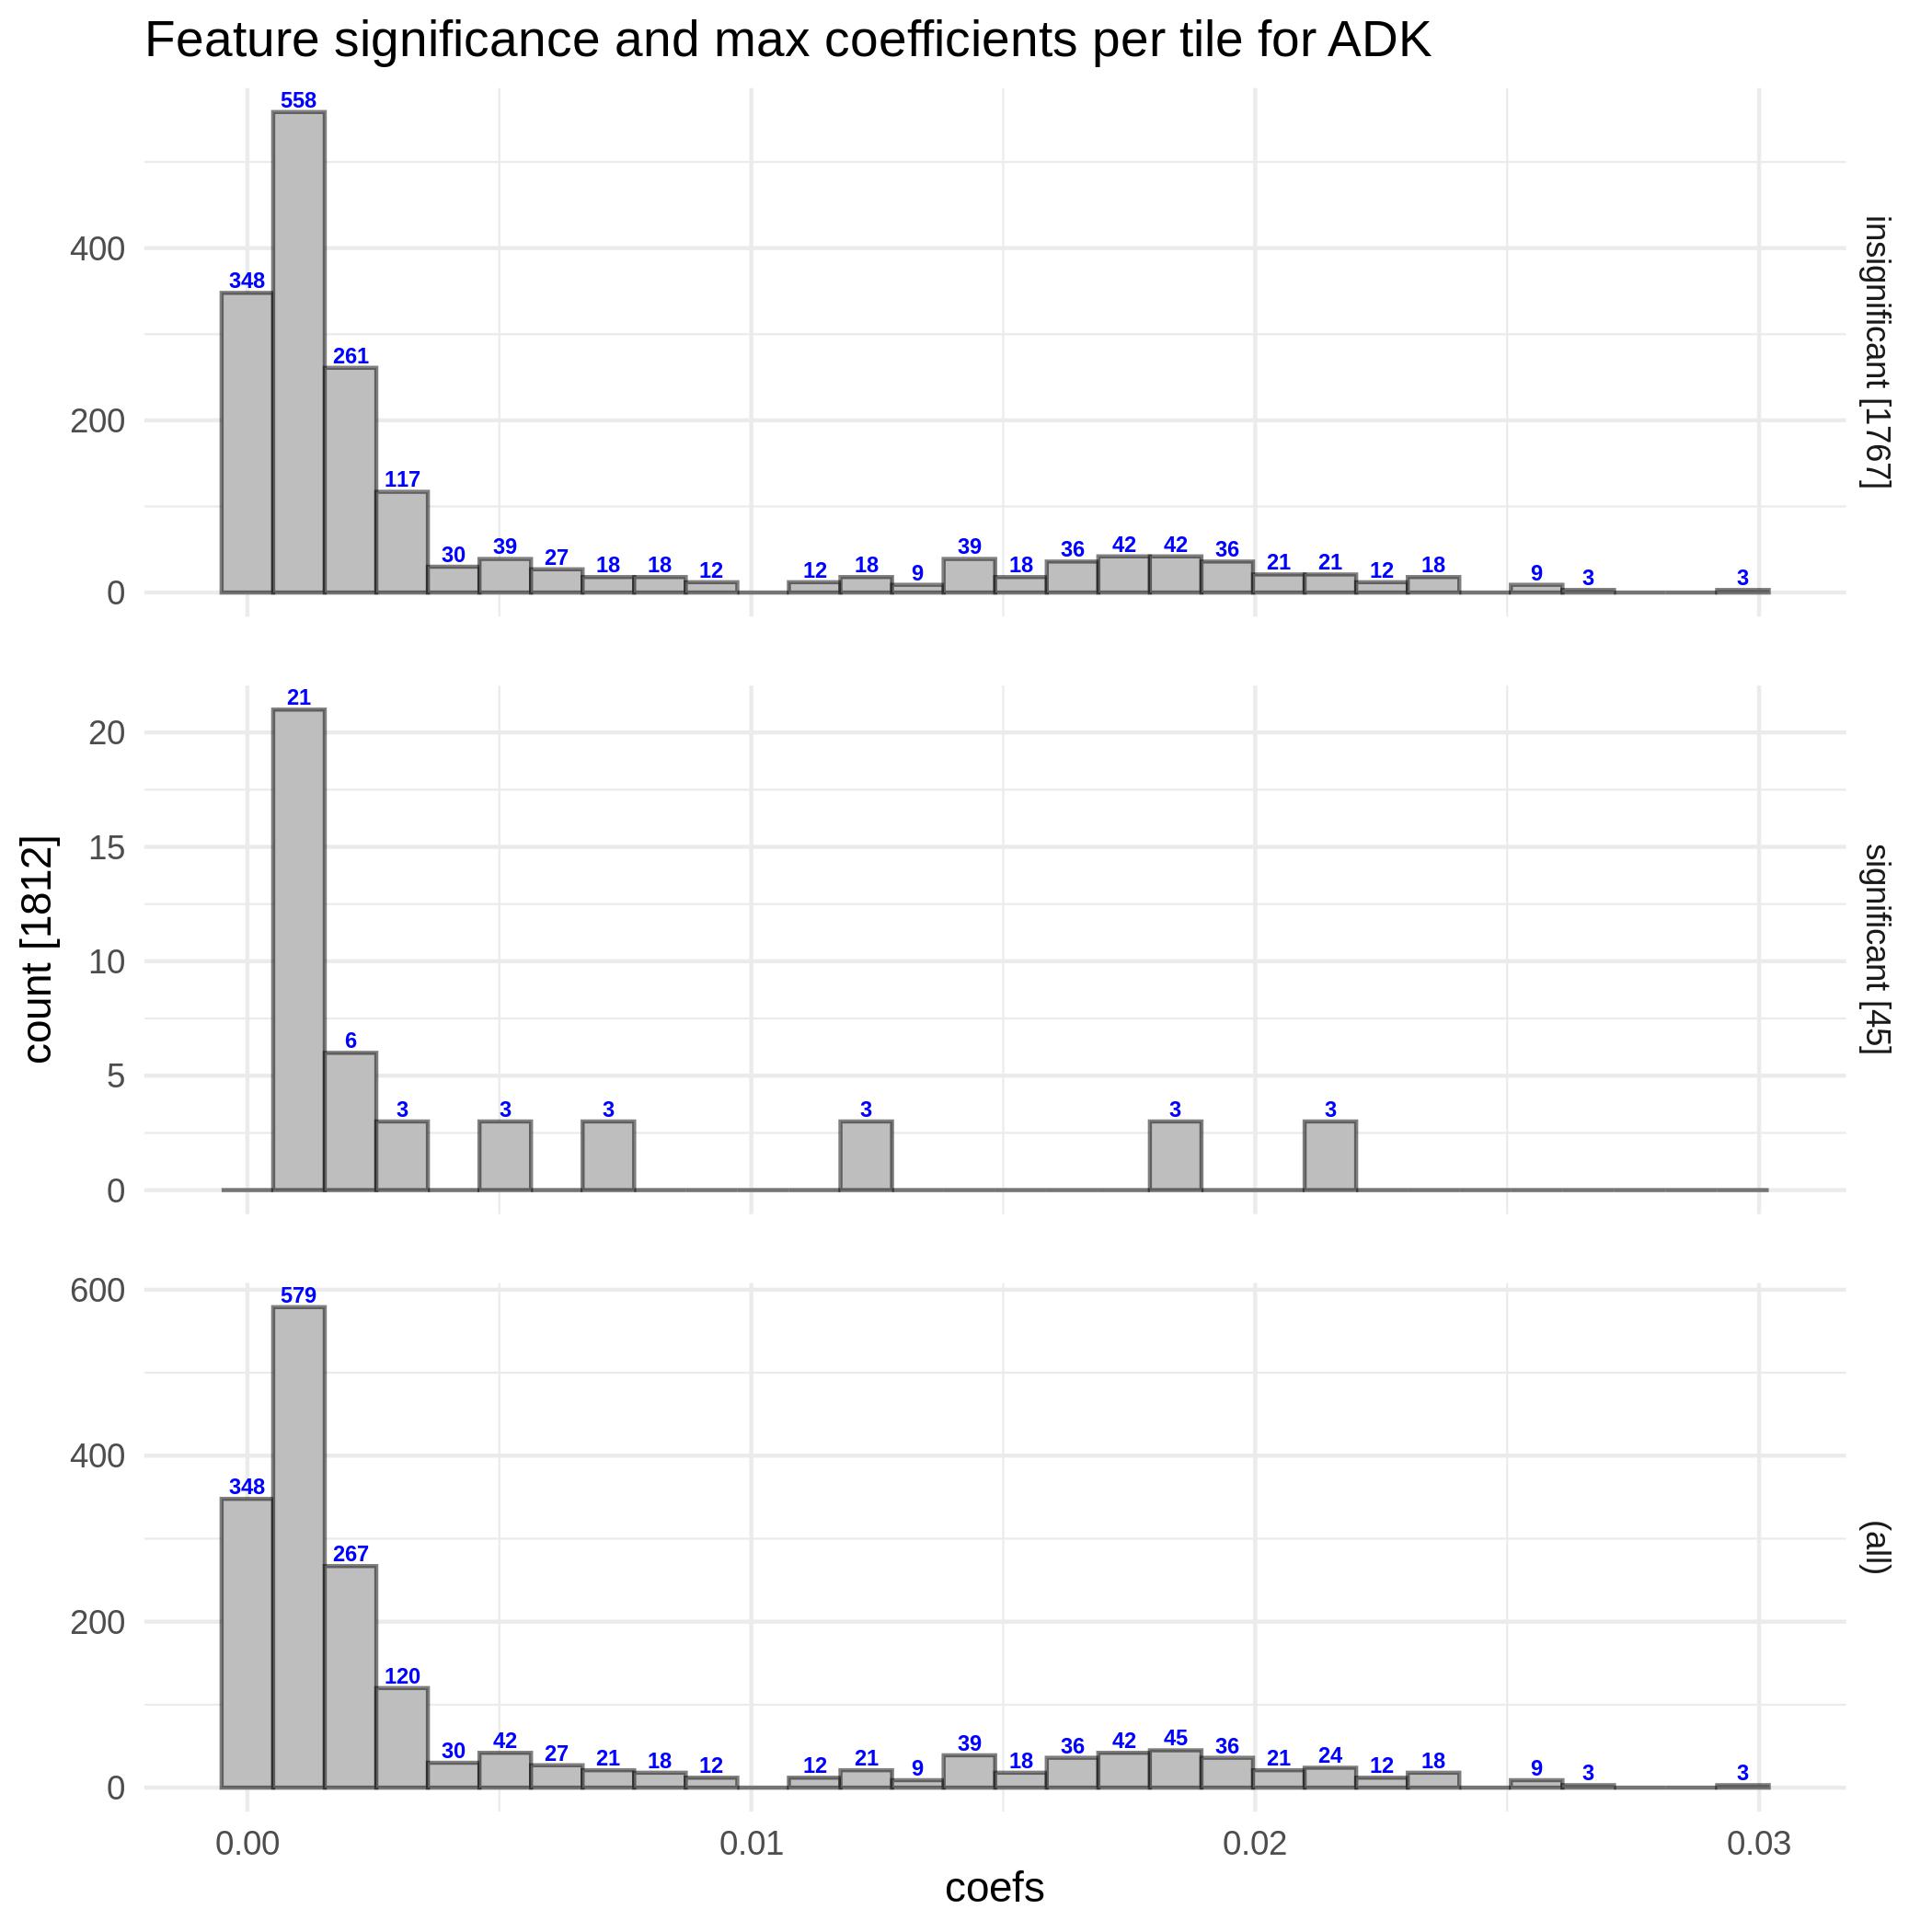 Feature significance and max coefficients per tile for ADK
558
348
261
117
30 39 27 18 18 12 12 18 9 39 18 36 42 42 36 21 21 12 18 9 3 3
400
200
0
insignificant [1767]
21
6
3 3 3 3 3 3
20
15
10
5
0
significant [45]
count [1812]
579
348
267
120
30 42 27 21 18 12 12 21 9 39 18 36 42 45 36 21 24 12 18 9 3 3
600
400
200
0
(all)
0.00 0.01 0.02 0.03
coefs